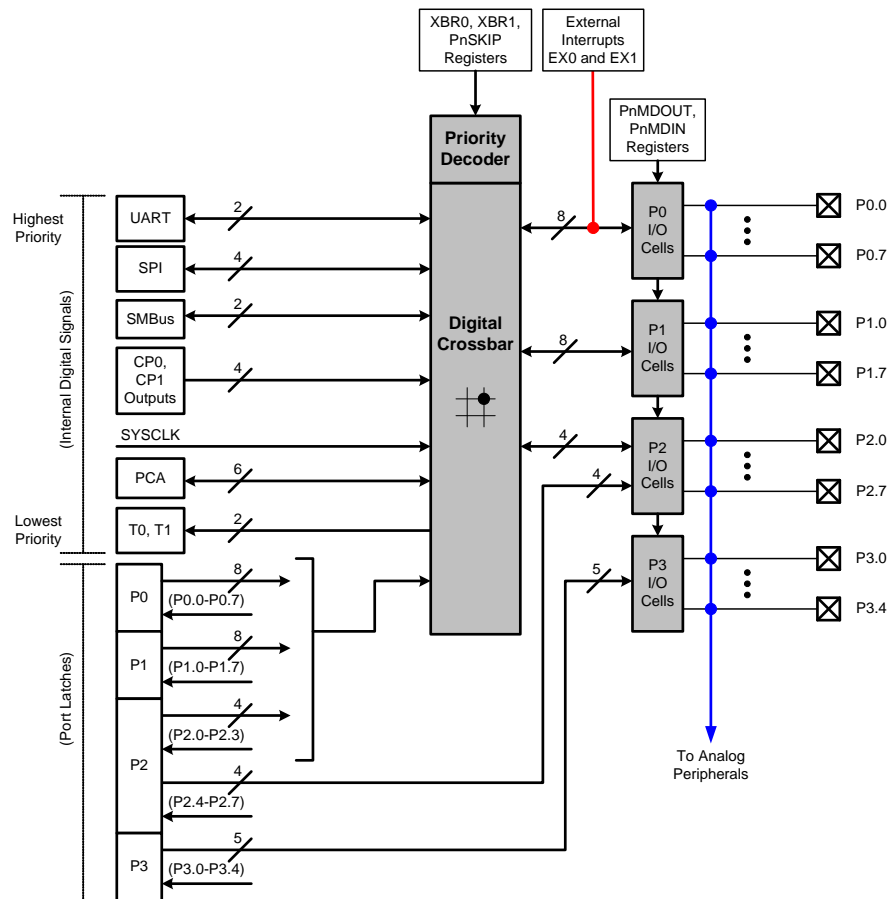 XBR0, XBR1,
PnSKIP
Registers
External
Interrupts
EX0 and EX1
PnMDOUT,
PnMDIN
Registers
Priority
Decoder
Digital
Crossbar
Highest
Priority
(Internal Digital Signals)
Lowest
Priority
(Port Latches)
UART
2
SPI
4
SMBus
2
CP0,
CP1
Outputs
4
SYSCLK
PCA
6
T0, T1
2
P0
8
(P0.0-P0.7)
P1
8
(P1.0-P1.7)
P2
4
(P2.0-P2.3)
4
(P2.4-P2.7)
P3
5
(P3.0-P3.4)
8
P0
I/O
Cells
P0.0
P0.7
8
P1
I/O
Cells
P1.0
P1.7
4
4
P2
I/O
Cells
P2.0
P2.7
5
P3
I/O
Cells
P3.0
P3.4
To Analog
Peripherals